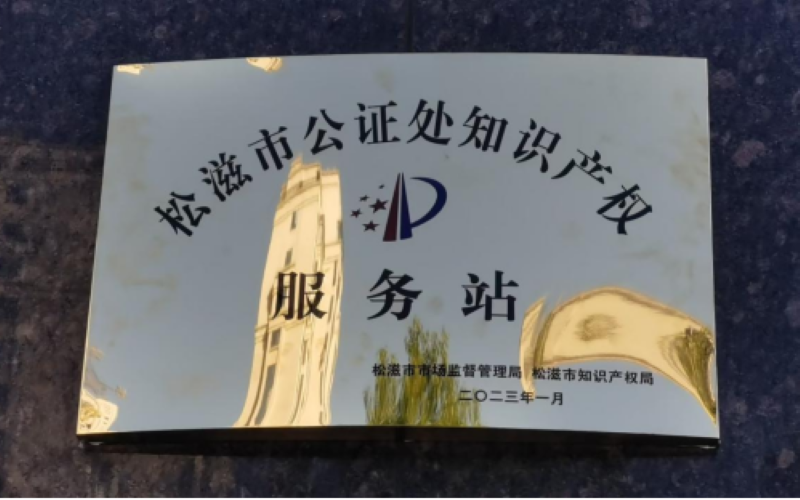 松滋市公证处知识产权
服务站
松滋市市场监督管理局 松滋市知识产权局
二〇二三年一月